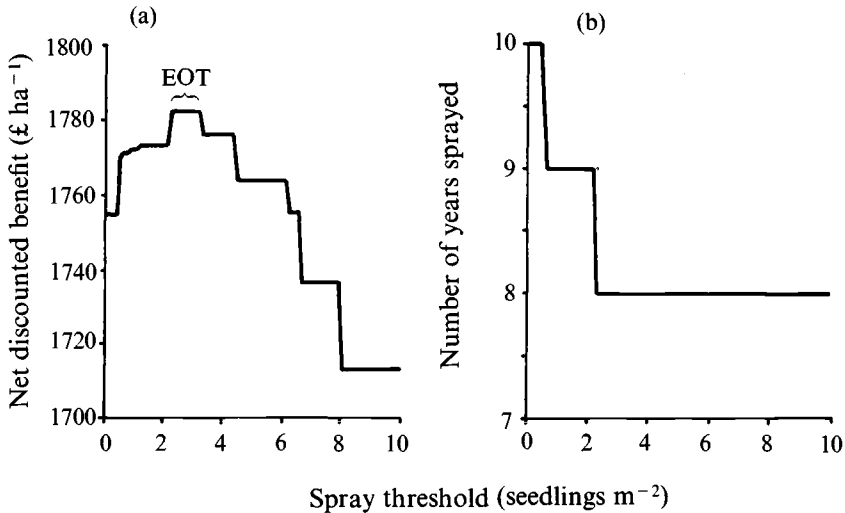 (a)
EOT
1800
1780
1760
1740
1720
1700
0 2 4 6 8 10
Net discounted benefit (£ ha⁻¹)
(b)
10
9
8
7
0 2 4 6 8 10
Number of years sprayed
Spray threshold (seedlings m⁻²)